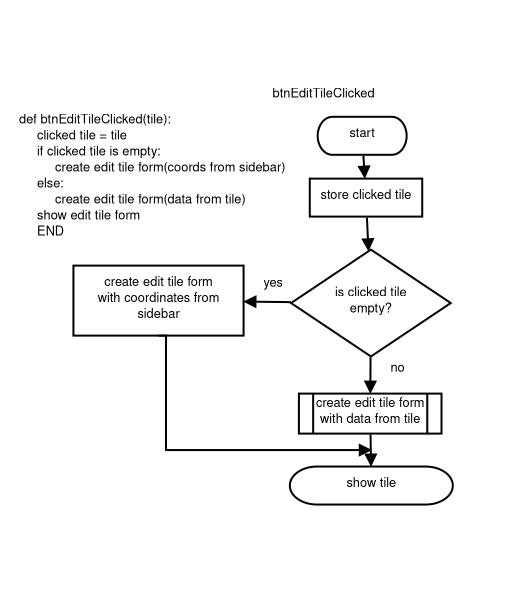 btnEditTileClicked
def btnEditTileClicked(tile):
clicked tile = tile
if clicked tile is empty:
create edit tile form(coords from sidebar)
else:
create edit tile form(data from tile)
show edit tile form
END
start
store clicked tile
is clicked tile
empty?
yes
create edit tile form
with coordinates from
sidebar
no
create edit tile form
with data from tile
show tile